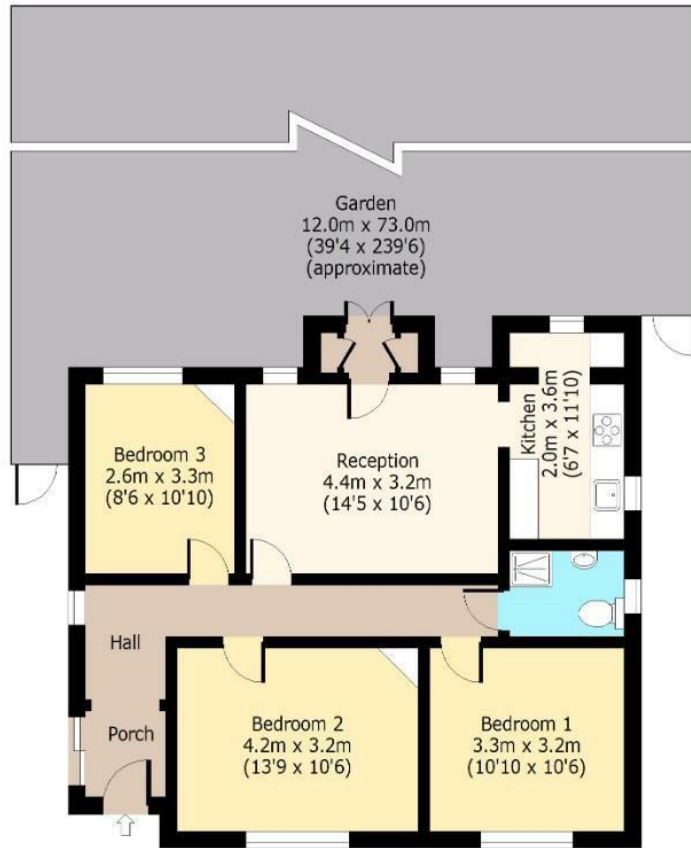 Garden
12.0m x 73.0m
(39'4 x 239'6)
(approximate)
Bedroom 3
2.6m x 3.3m
(8'6 x 10'10)
Reception
4.4m x 3.2m
(14'5 x 10'6)
Kitchen
2.0m x 3.6m
(6'7 x 11'10)
Hall
Porch
Bedroom 2
4.2m x 3.2m
(13'9 x 10'6)
Bedroom 1
3.3m x 3.2m
(10'10 x 10'6)